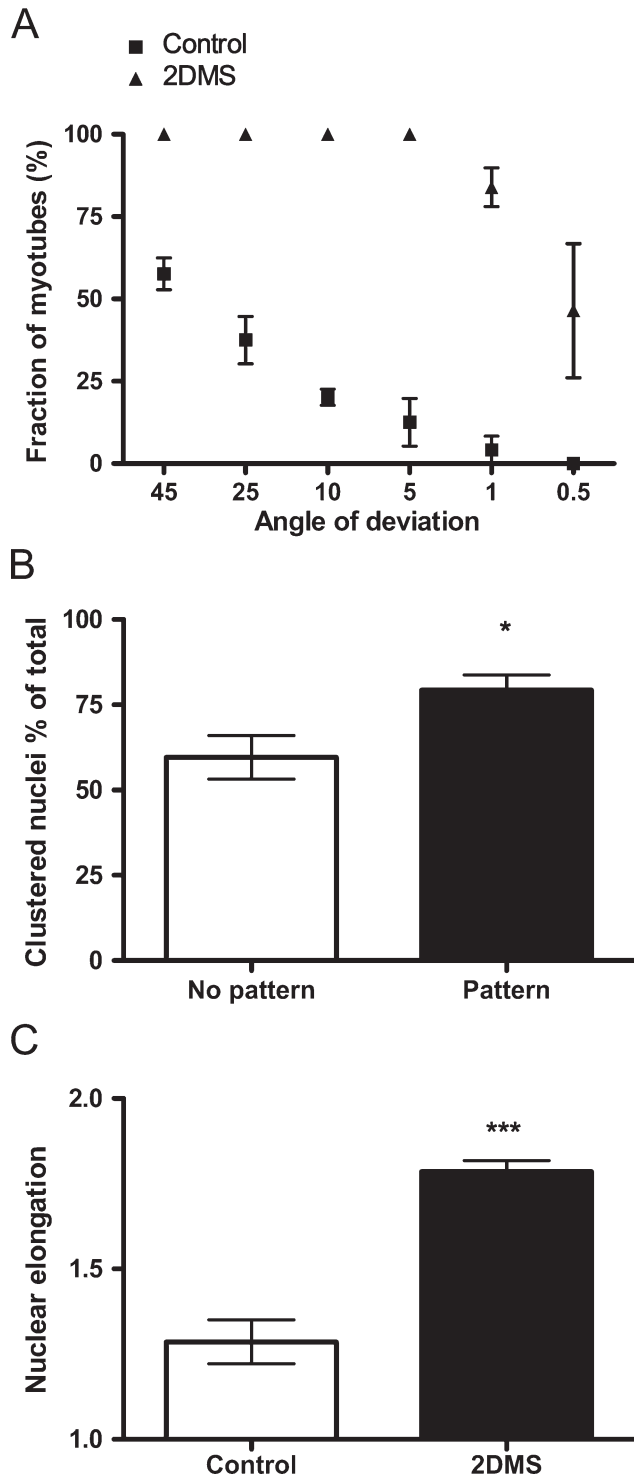 A
Control
2DMS
100
75
50
25
0
Fraction of myotubes (%)
45 25 10 5 1 0.5
Angle of deviation
B
100
75
50
25
0
Clustered nuclei % of total
*
No pattern Pattern
C
2.0
1.5
1.0
Nuclear elongation
***
Control 2DMS